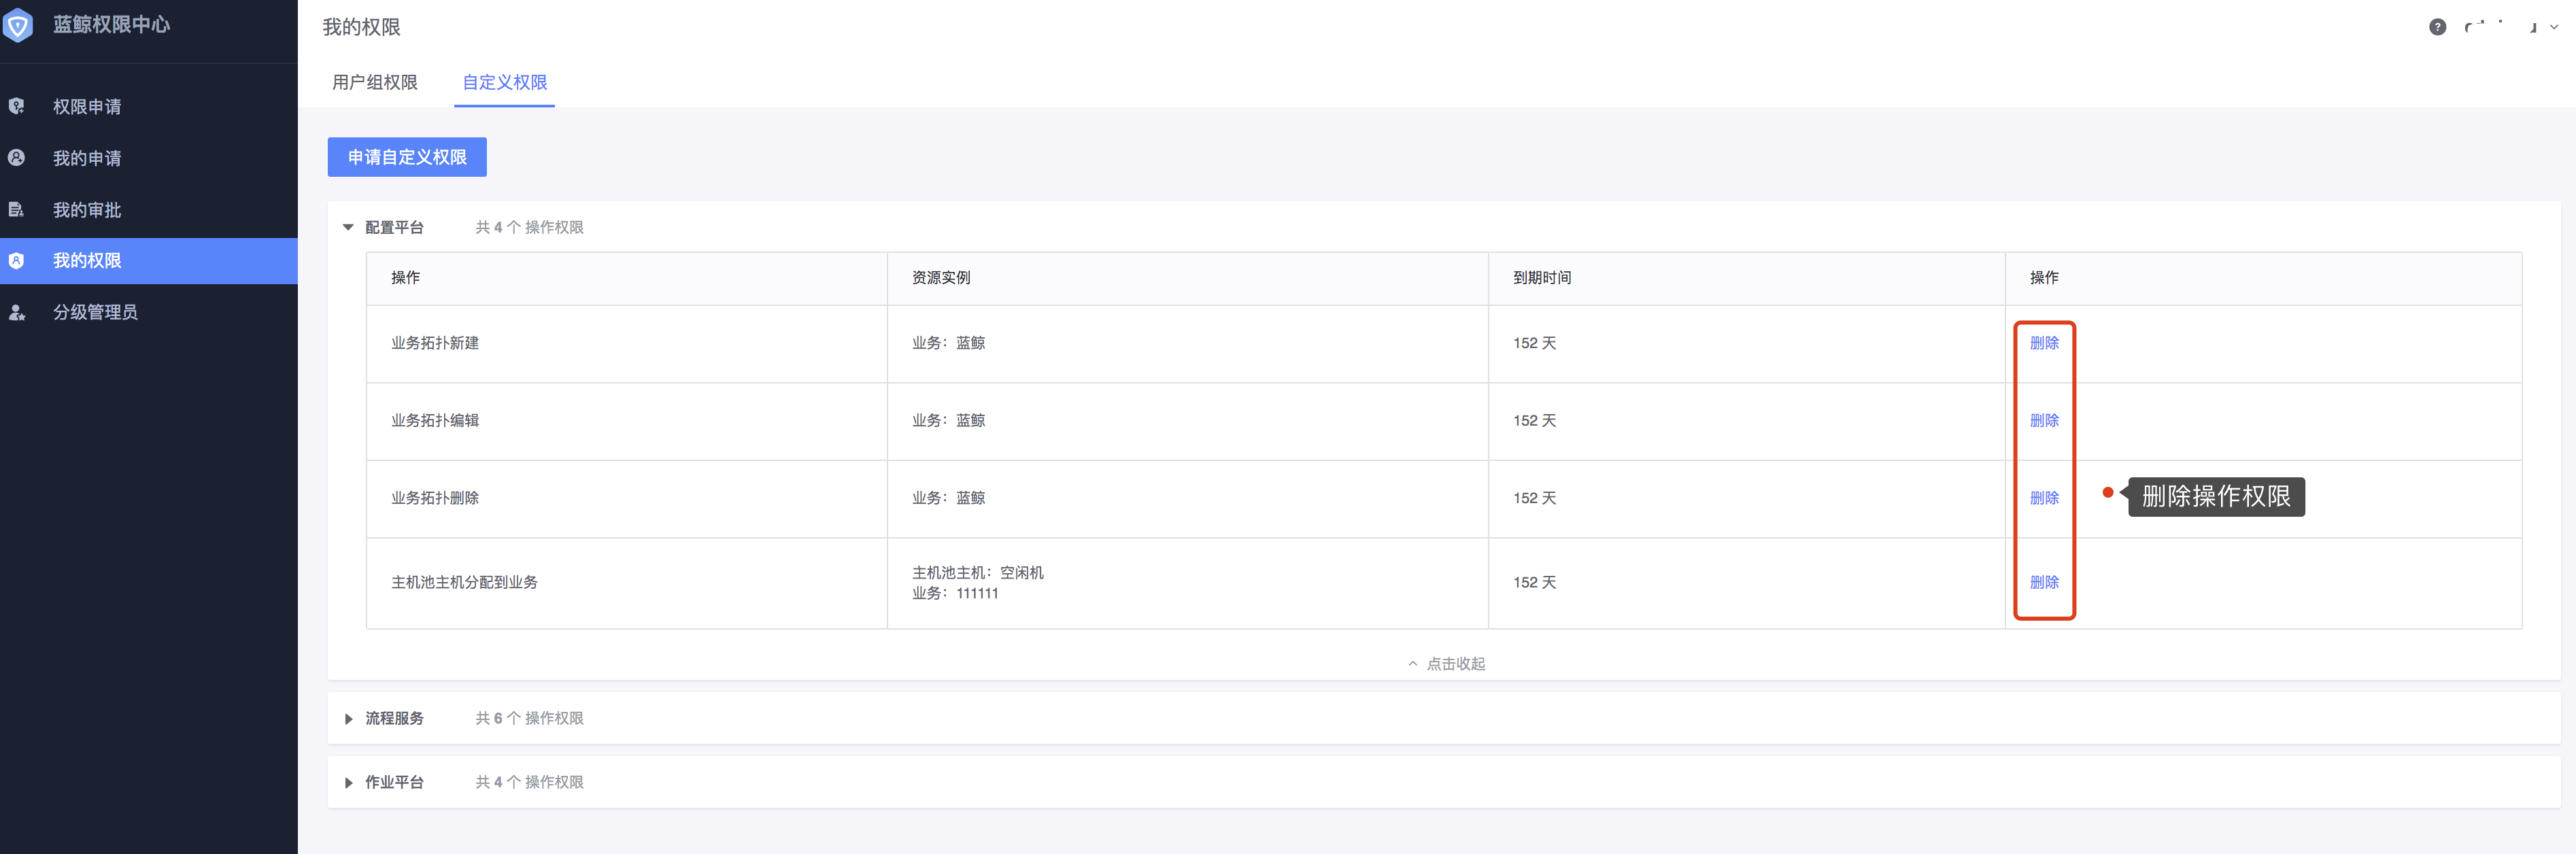 蓝鲸权限中心
权限申请
我的申请
我的审批
我的权限
分级管理员
我的权限
?
用户组权限 自定义权限
申请自定义权限
配置平台 共 4 个 操作权限
操作 资源实例 到期时间 操作
业务拓扑新建 业务：蓝鲸 152 天 删除
业务拓扑编辑 业务：蓝鲸 152 天 删除
业务拓扑删除 业务：蓝鲸 152 天 删除
删除操作权限
主机池主机分配到业务 主机池主机：空闲机 152 天 删除
业务：111111
点击收起
流程服务 共 6 个 操作权限
作业平台 共 4 个 操作权限